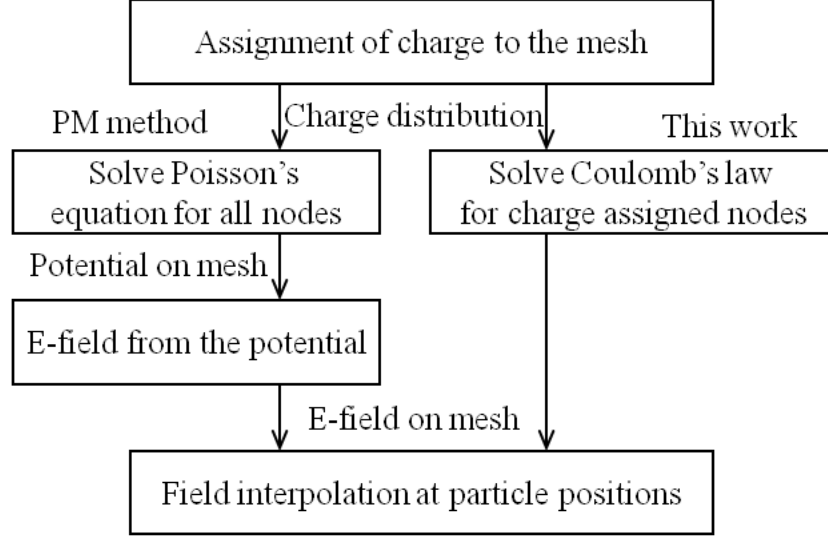 Assignment of charge to the mesh
PM method
Charge distribution
This work
Solve Poisson's
equation for all nodes
Solve Coulomb's law
for charge assigned nodes
Potential on mesh
E-field from the potential
E-field on mesh
Field interpolation at particle positions